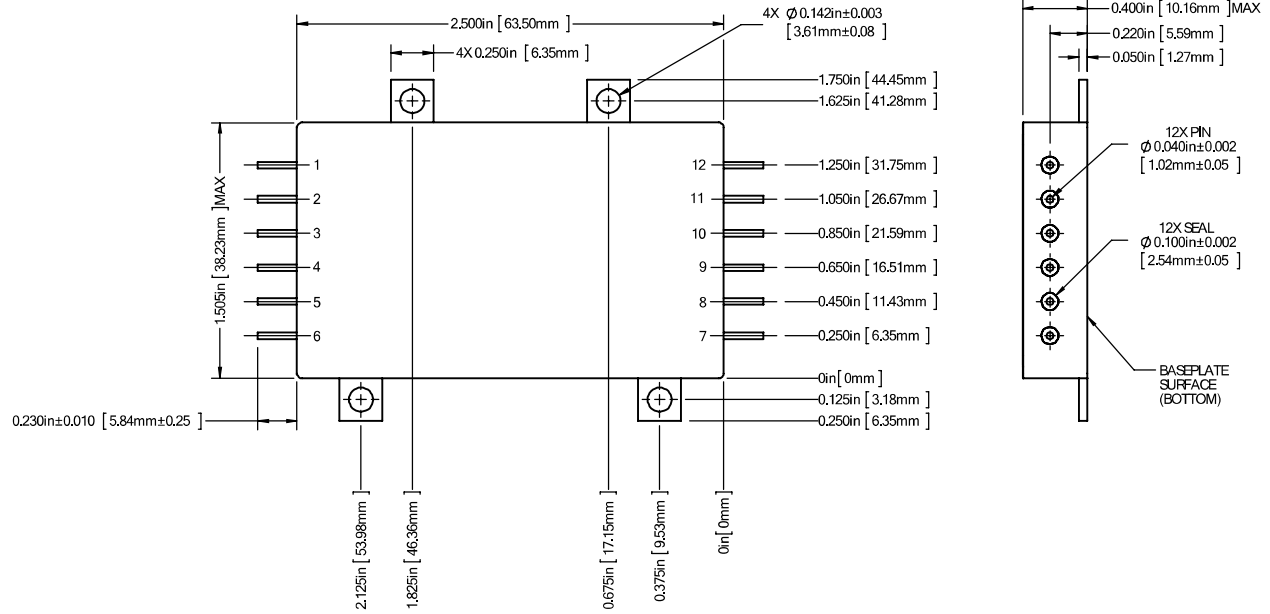 2.500in [ 63.50mm ]
4X Ø 0.142in±0.003
[ 3.61mm±0.08 ]
4X 0.250in [ 6.35mm ]
1.750in [ 44.45mm ]
1.625in [ 41.28mm ]
1.505in [ 38.23mm ] MAX
1
2
3
4
5
6
12
11
10
9
8
7
1.250in [ 31.75mm ]
1.050in [ 26.67mm ]
0.850in [ 21.59mm ]
0.650in [ 16.51mm ]
0.450in [ 11.43mm ]
0.250in [ 6.35mm ]
0in [ 0mm ]
0.125in [ 3.18mm ]
0.250in [ 6.35mm ]
0.230in±0.010 [ 5.84mm±0.25 ]
2.125in [ 53.98mm ]
1.825in [ 46.36mm ]
0.675in [ 17.15mm ]
0.375in [ 9.53mm ]
0in [ 0mm ]
0.400in [ 10.16mm ] MAX
0.220in [ 5.59mm ]
0.050in [ 1.27mm ]
12X PIN
Ø 0.040in±0.002
[ 1.02mm±0.05 ]
12X SEAL
Ø 0.100in±0.002
[ 2.54mm±0.05 ]
BASEPLATE
SURFACE
(BOTTOM)